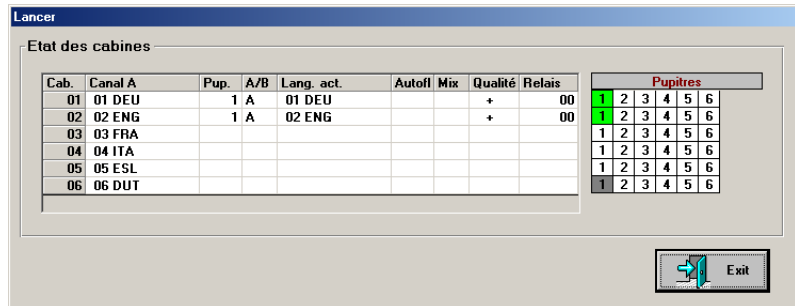 Lancer
Etat des cabines
Cab. Canal A Pup. A/B Lang. act. Autofl Mix Qualité Relais
01 01 DEU 1 A 01 DEU + 00
02 02 ENG 1 A 02 ENG + 00
03 03 FRA
04 04 ITA
05 05 ESL
06 06 DUT
Pupitres
1 2 3 4 5 6
1 2 3 4 5 6
1 2 3 4 5 6
1 2 3 4 5 6
1 2 3 4 5 6
1 2 3 4 5 6
Exit